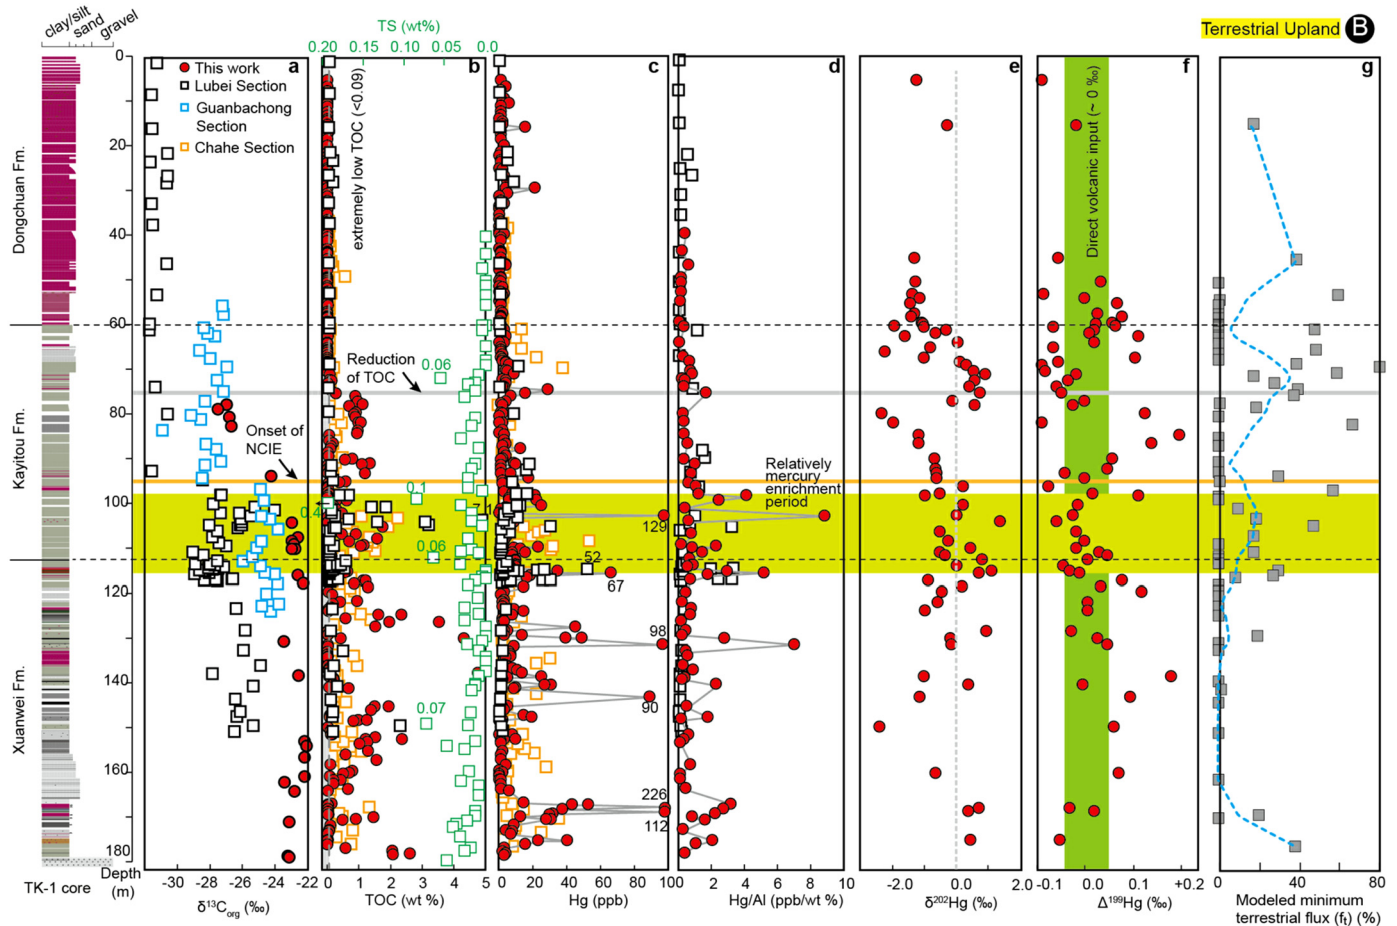 clay/silt
sand
gravel
TS (wt%)
0.20 0.15 0.10 0.05 0.0
Terrestrial Upland B
a
b
c
d
e
f
g
This work
Lubei Section
Guanbachong
Section
Chahe Section
extremely low TOC (<0.09)
Direct volcanic input (~ 0 ‰)
Dongchuan Fm.
Kayitou Fm.
Xuanwei Fm.
0
20
40
60
80
100
120
140
160
180
Depth
(m)
TK-1 core
Reduction
of TOC
0.06
Onset of
NCIE
0.1
0.4
7.1
0.06
0.07
Relatively
mercury
enrichment
period
129
52
67
98
90
226
112
-30 -28 -26 -24 -22
δ13Corg (‰)
0 1 2 3 4 5
TOC (wt %)
0 20 40 60 80 100
Hg (ppb)
0 2 4 6 8 10
Hg/Al (ppb/wt %)
-2.0 0.0 2.0
δ202Hg (‰)
-0.1 0.0 0.1 +0.2
Δ199Hg (‰)
0 40 80
Modeled minimum
terrestrial flux (ft) (%)